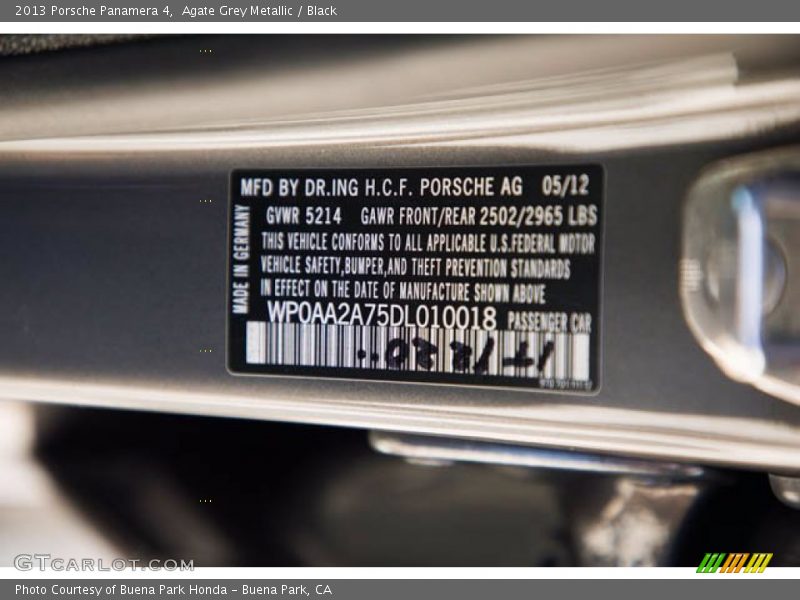 2013 Porsche Panamera 4, Agate Grey Metallic / Black
MFD BY DR.ING H.C.F. PORSCHE AG 05/12
GVWR 5214 GAWR FRONT/REAR 2502/2965 LBS
THIS VEHICLE CONFORMS TO ALL APPLICABLE U.S.FEDERAL MOTOR
VEHICLE SAFETY,BUMPER,AND THEFT PREVENTION STANDARDS
IN EFFECT ON THE DATE OF MANUFACTURE SHOWN ABOVE
WP0AA2A75DL010018 PASSENGER CAR
MADE IN GERMANY
GTCARLOT.COM
Photo Courtesy of Buena Park Honda - Buena Park, CA